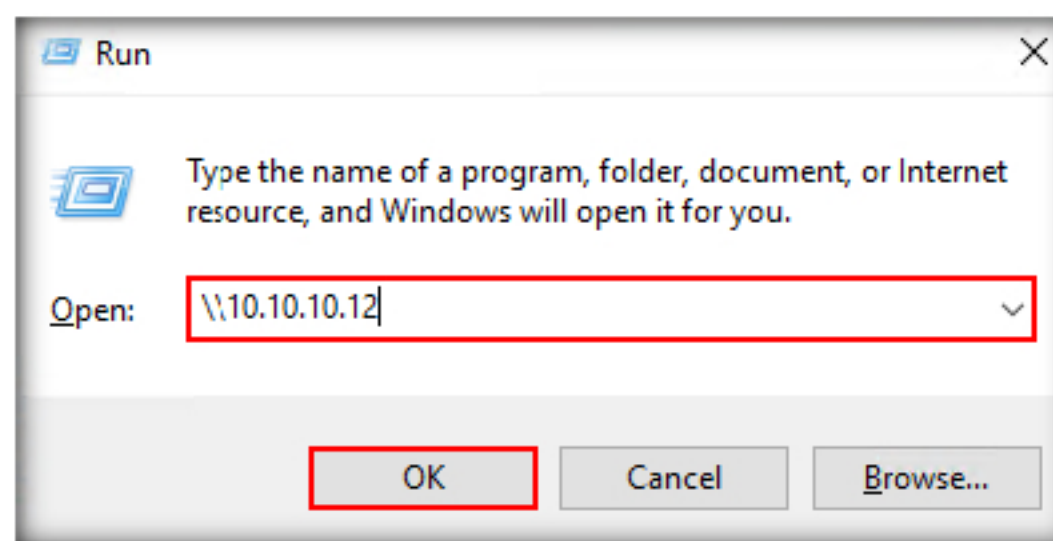 Run
Type the name of a program, folder, document, or Internet
resource, and Windows will open it for you.
Open: \\10.10.10.12
OK Cancel Browse...